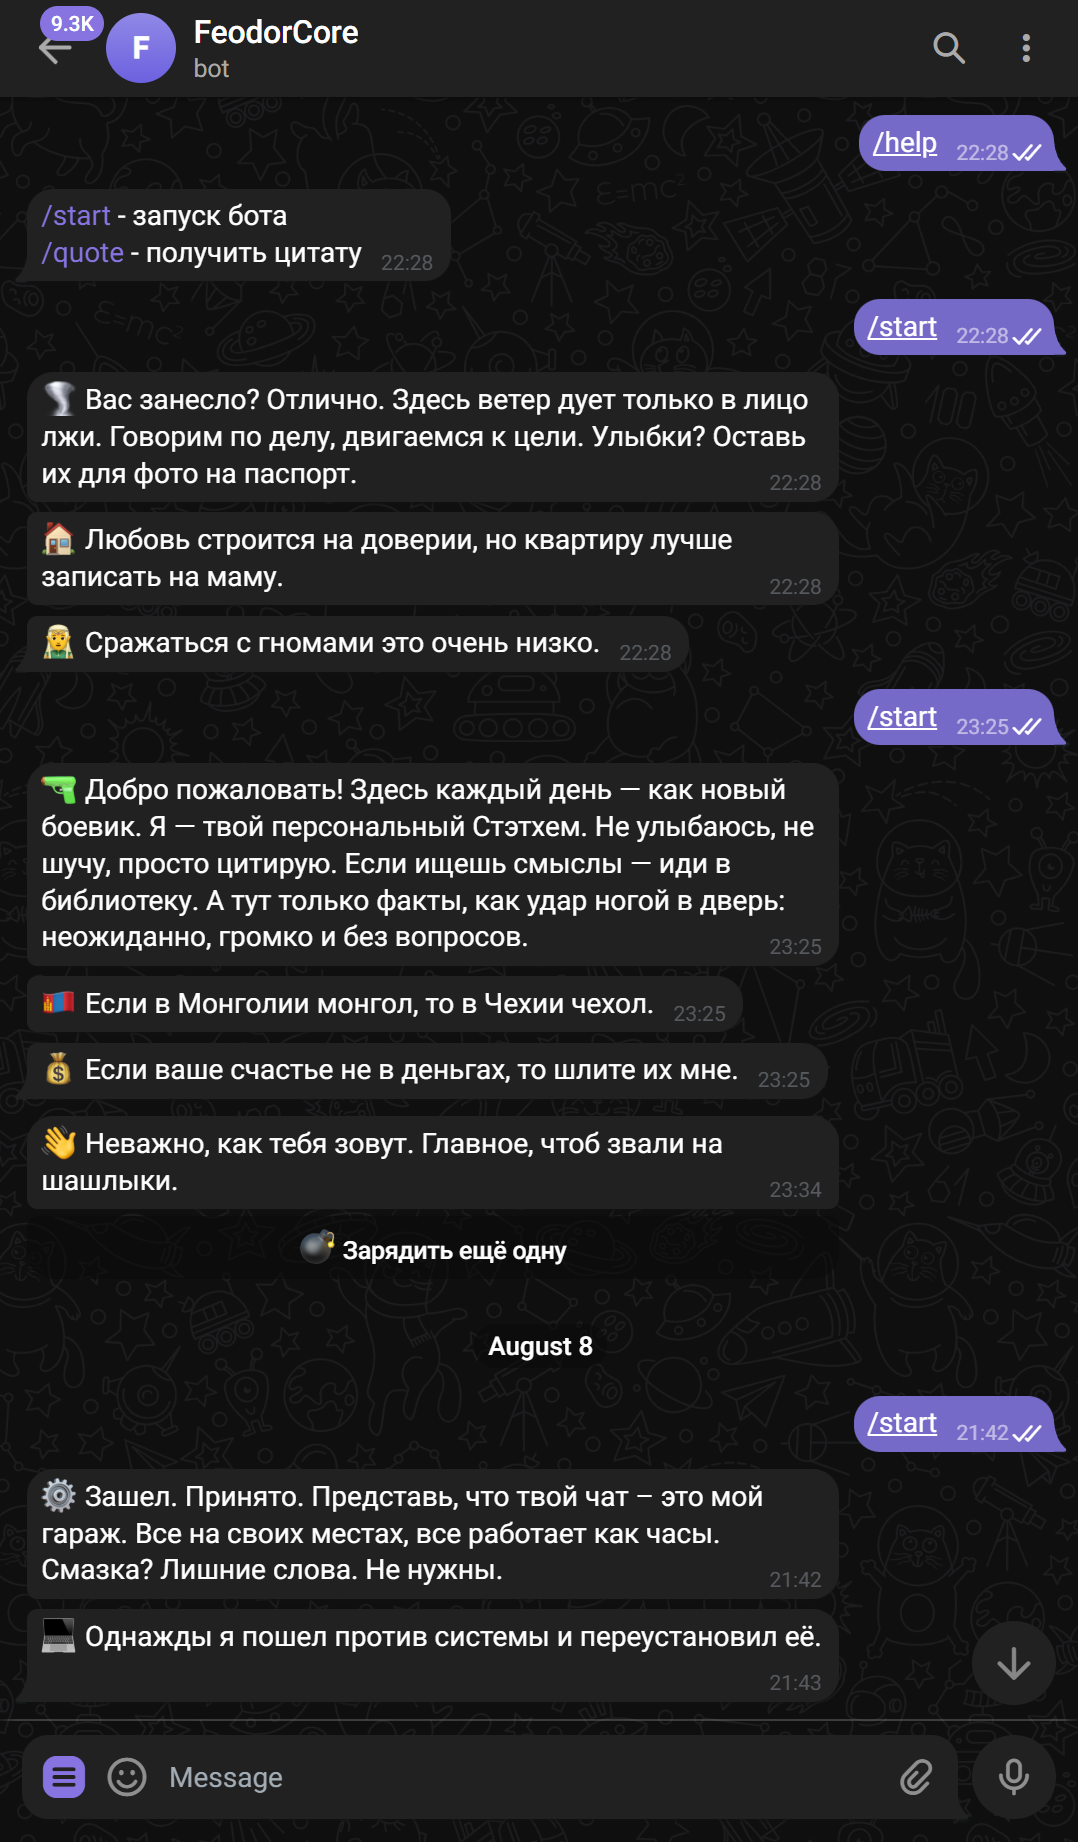 9.3K
F
FeodorCore
bot
/help 22:28
/start - запуск бота
/quote - получить цитату 22:28
/start 22:28
🌪 Вас занесло? Отлично. Здесь ветер дует только в лицо
лжи. Говорим по делу, двигаемся к цели. Улыбки? Оставь
их для фото на паспорт. 22:28
🏠 Любовь строится на доверии, но квартиру лучше
записать на маму. 22:28
🧝 Сражаться с гномами это очень низко. 22:28
/start 23:25
🔫 Добро пожаловать! Здесь каждый день — как новый
боевик. Я — твой персональный Стэтхем. Не улыбаюсь, не
шучу, просто цитирую. Если ищешь смыслы — иди в
библиотеку. А тут только факты, как удар ногой в дверь:
неожиданно, громко и без вопросов. 23:25
🇲🇳 Если в Монголии монгол, то в Чехии чехол. 23:25
💰 Если ваше счастье не в деньгах, то шлите их мне. 23:25
👋 Неважно, как тебя зовут. Главное, чтоб звали на
шашлыки. 23:34
💣 Зарядить ещё одну
August 8
/start 21:42
⚙️ Зашел. Принято. Представь, что твой чат – это мой
гараж. Все на своих местах, все работает как часы.
Смазка? Лишние слова. Не нужны. 21:42
💻 Однажды я пошел против системы и переустановил её.
21:43
Message